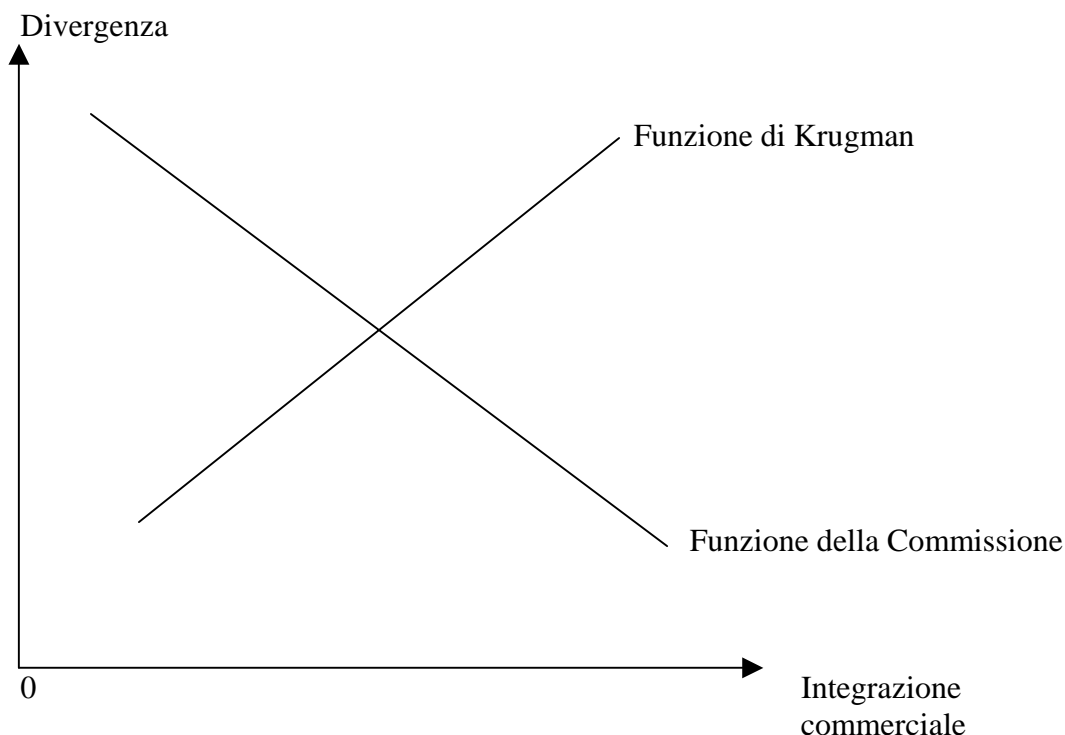 Divergenza
Funzione di Krugman
Funzione della Commissione
0
Integrazione
commerciale